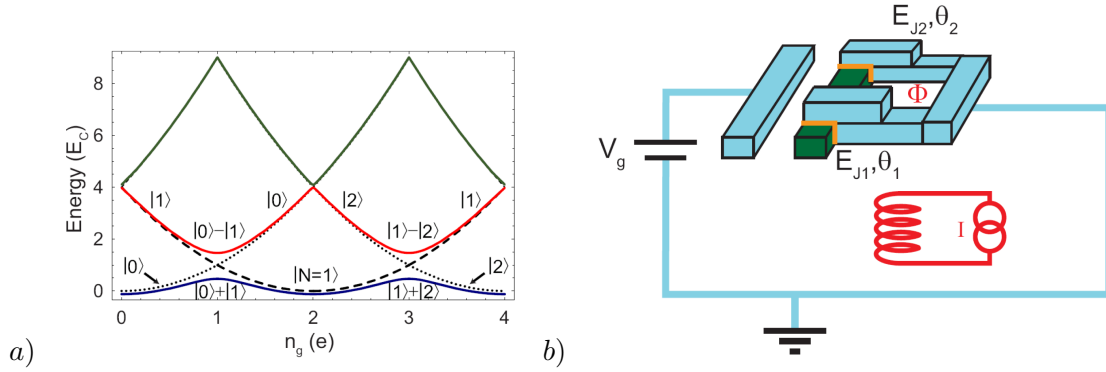 8
6
4
2
0
Energy (E_C)
|1⟩
|0⟩
|2⟩
|1⟩
|0⟩−|1⟩
|1⟩−|2⟩
|0⟩
|N=1⟩
|2⟩
|0⟩+|1⟩
|1⟩+|2⟩
0
1
2
3
4
n_g (e)
a)
E_J2,θ_2
Φ
V_g
E_J1,θ_1
I
b)